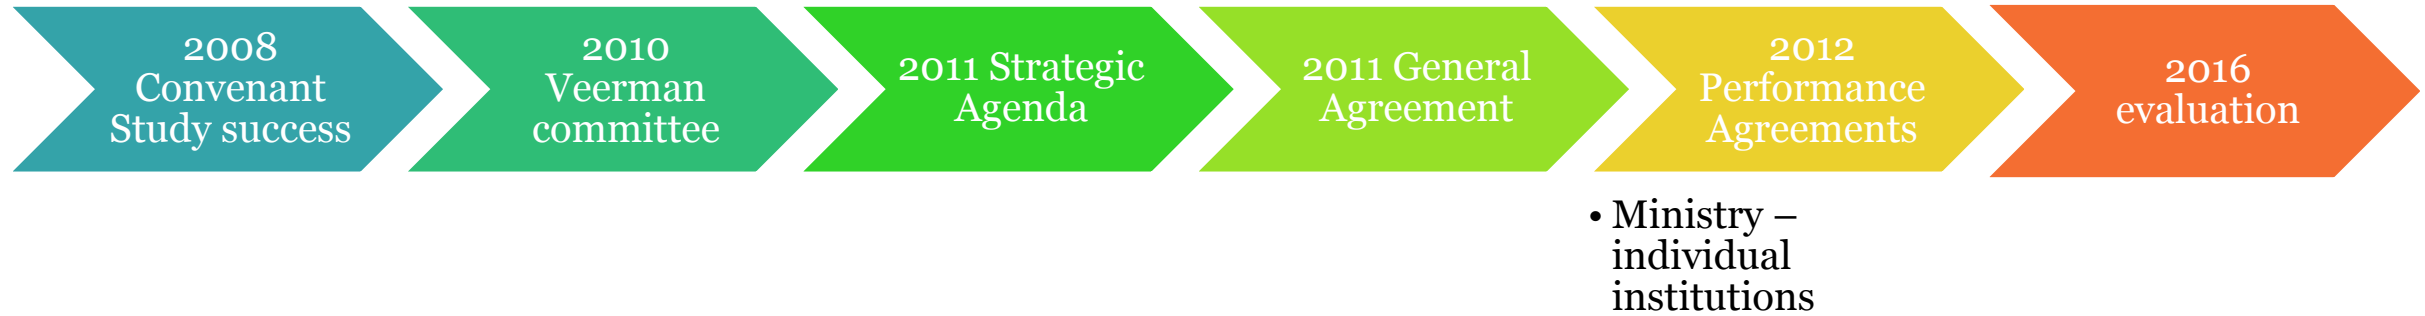 2008
Convenant
Study success
2010
Veerman
committee
2011 Strategic
Agenda
2011 General
Agreement
2012
Performance
Agreements
2016
evaluation
• Ministry –
individual
institutions